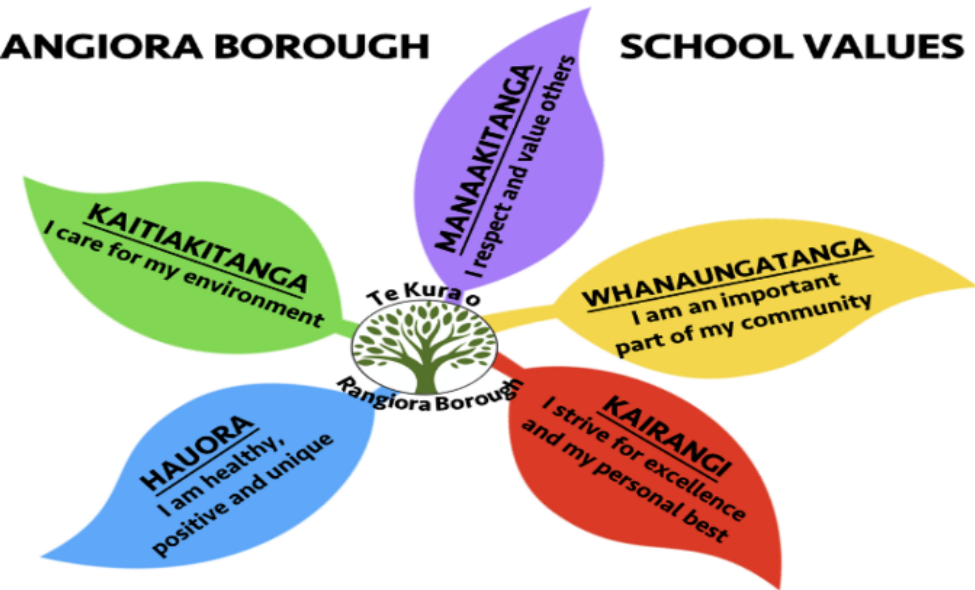 ANGIORA BOROUGH
SCHOOL VALUES
MANAAKITANGA
I respect and value others
KAITIAKITANGA
I care for my environment
WHANAUNGATANGA
I am an important
part of my community
Te Kura o
Rangiora Borough
HAUORA
I am healthy,
positive and unique
KAIRANGI
I strive for excellence
and my personal best